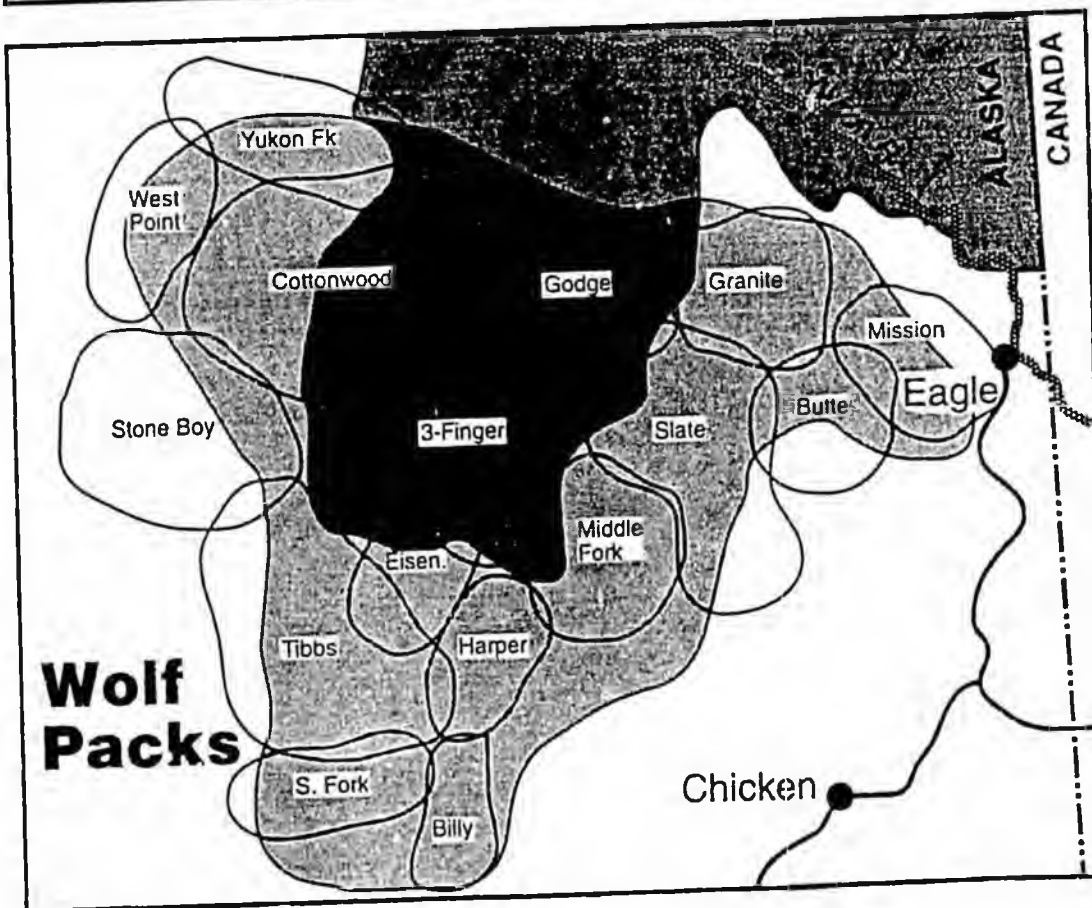 ALASKA
CANADA
Yukon Fk
West
Point
Cottonwood
Godge
Granite
Mission
Eagle
Butte
Stone Boy
3-Finger
Slate
Middle
Fork
Eisen.
Tibbs
Harper
Wolf
Packs
S. Fork
Billy
Chicken